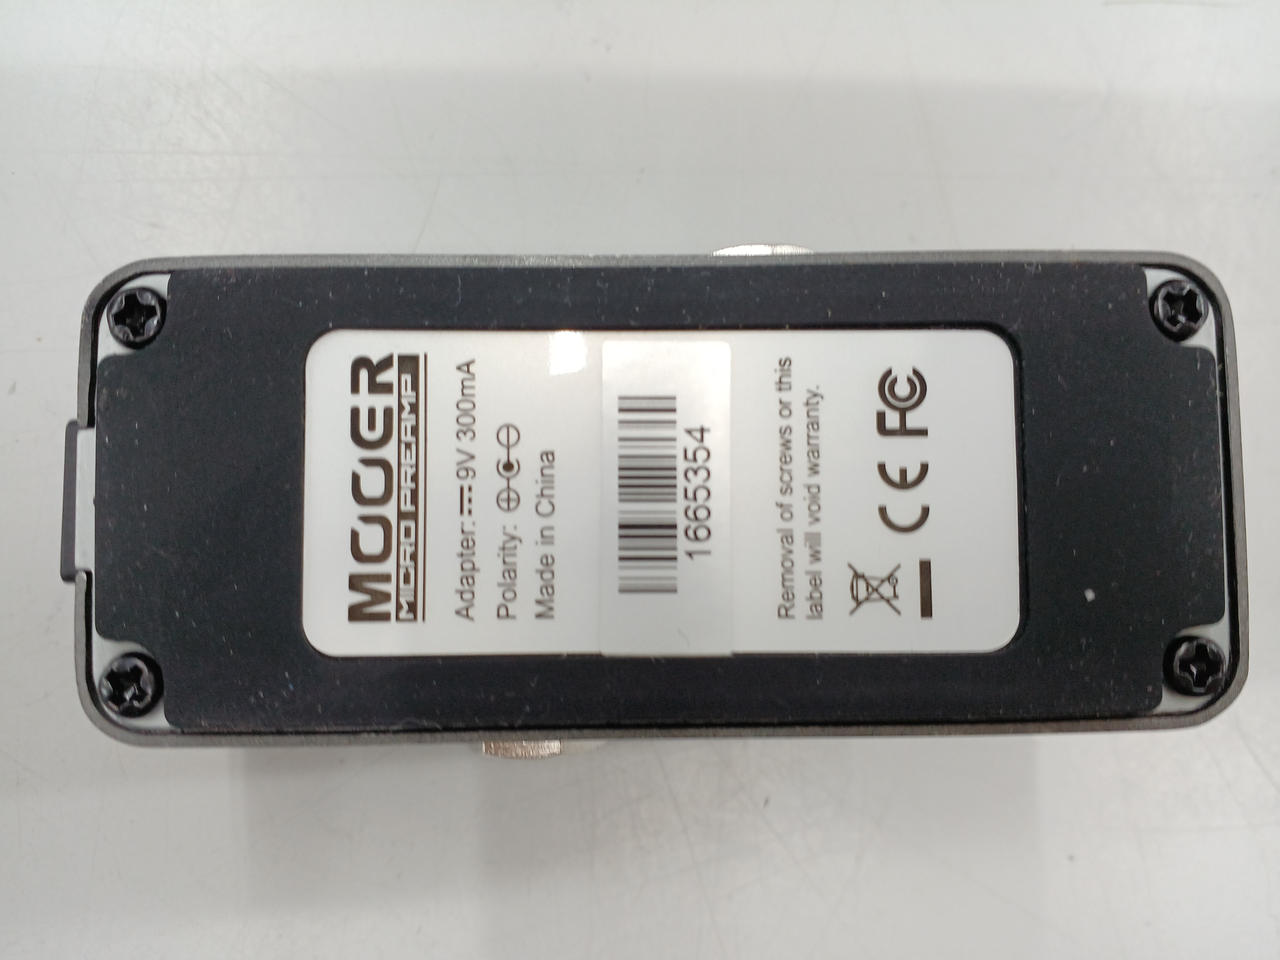 MOOER
MICRO PREAMP
Adapter: 9V 300mA
Polarity:
Made in China
1665354
Removal of screws or this
label will void warranty.
CE FC